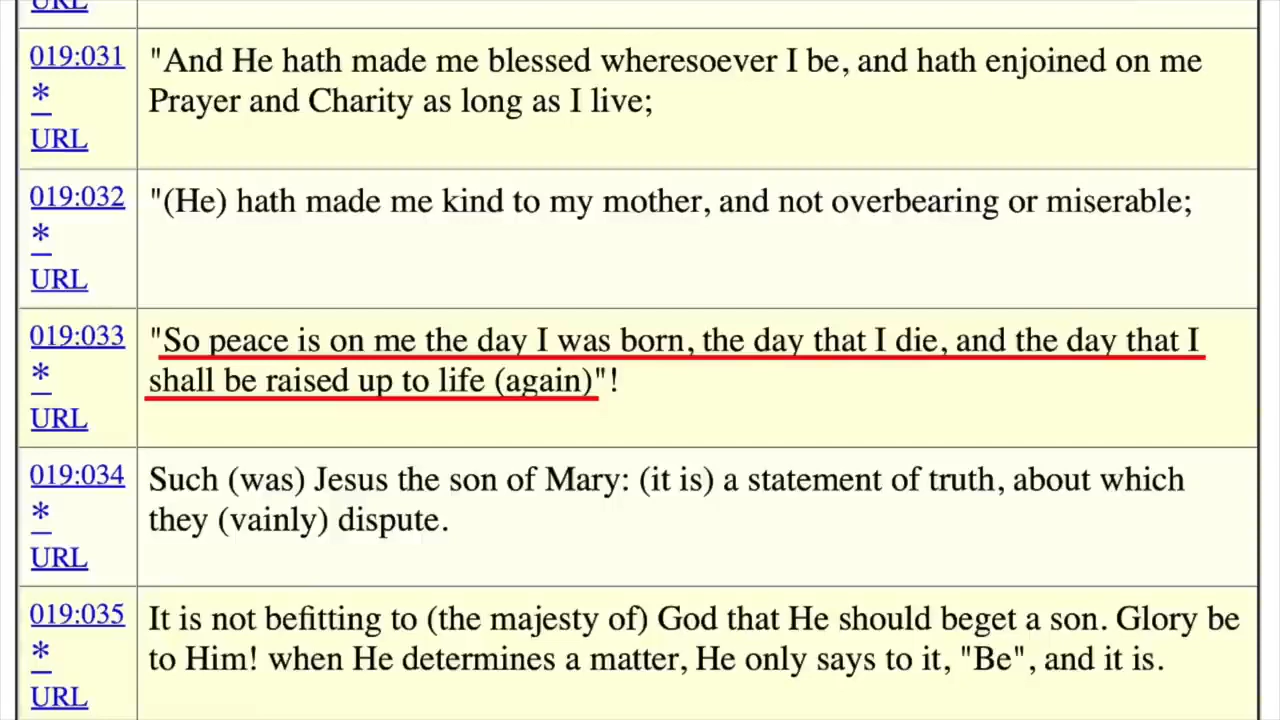 URL
019:031
"And He hath made me blessed wheresoever I be, and hath enjoined on me
*
Prayer and Charity as long as I live;
URL
019:032
"(He) hath made me kind to my mother, and not overbearing or miserable;
*
URL
019:033
"So peace is on me the day I was born, the day that I die, and the day that I
*
shall be raised up to life (again)"!
URL
019:034
Such (was) Jesus the son of Mary: (it is) a statement of truth, about which
*
they (vainly) dispute.
URL
019:035
It is not befitting to (the majesty of) God that He should beget a son. Glory be
*
to Him! when He determines a matter, He only says to it, "Be", and it is.
URL